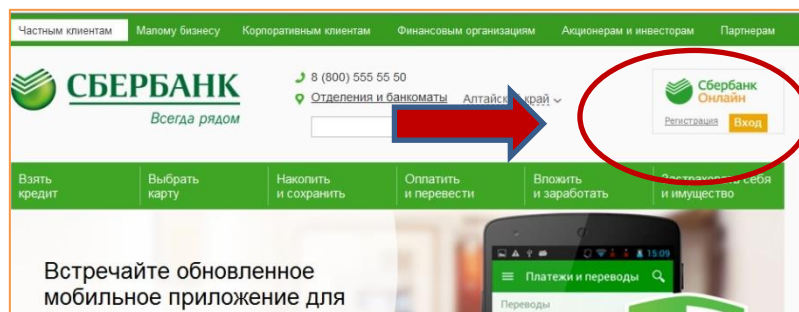 Частным клиентам Малому бизнесу Корпоративным клиентам Финансовым организациям Акционерам и инвесторам Партнерам
СБЕРБАНК
Всегда рядом
8 (800) 555 55 50
Отделения и банкоматы Алтайский край
Сбербанк
Онлайн
Регистрация Вход
Взять
кредит
Выбрать
карту
Накопить
и сохранить
Оплатить
и перевести
Вложить
и заработать
Застраховать себя
и имущество
Встречайте обновленное
мобильное приложение для
15:09
Платежи и переводы
Переводы